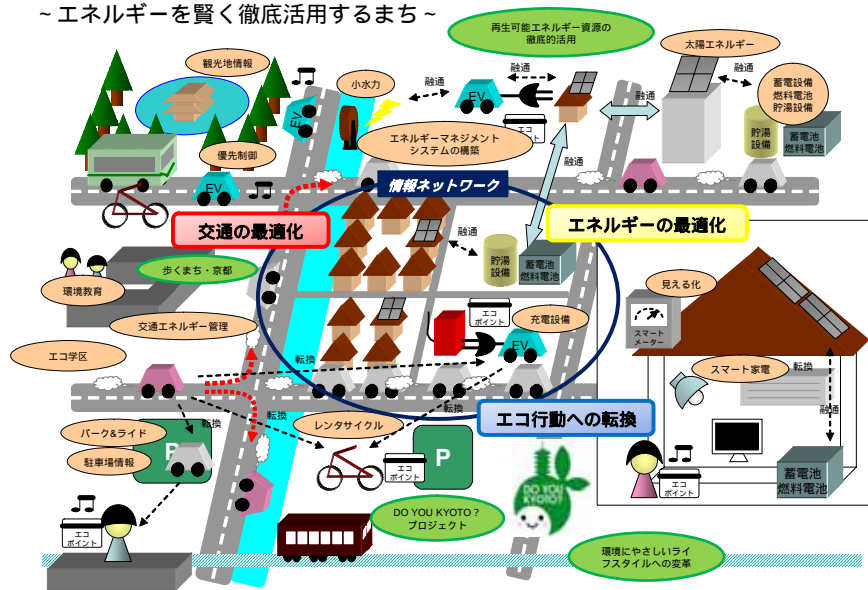 ~エネルギーを賢く徹底活用するまち~
再生可能エネルギー資源の
徹底的活用
太陽エネルギー
観光地情報
小水力
融通
融通
融通
蓄電設備
燃料電池
貯湯設備
EV
EV
エコ
ポイント
融通
貯湯
設備
蓄電池
燃料電池
優先制御
エネルギーマネジメント
システムの構築
融通
EV
情報ネットワーク
交通の最適化
エネルギーの最適化
融通
貯湯
設備
蓄電池
燃料電池
歩くまち・京都
環境教育
見える化
エコ
ポイント
充電設備
スマート
メーター
交通エネルギー管理
EV
エコ学区
転換
スマート家電
転換
融通
転換
転換
転換
エコ行動への転換
パーク&ライド
レンタサイクル
駐車場情報
P
P
エコ
ポイント
蓄電池
燃料電池
エコ
ポイント
DO YOU
KYOTO?
DO YOU KYOTO?
プロジェクト
エコ
ポイント
環境にやさしいライ
フスタイルへの変革